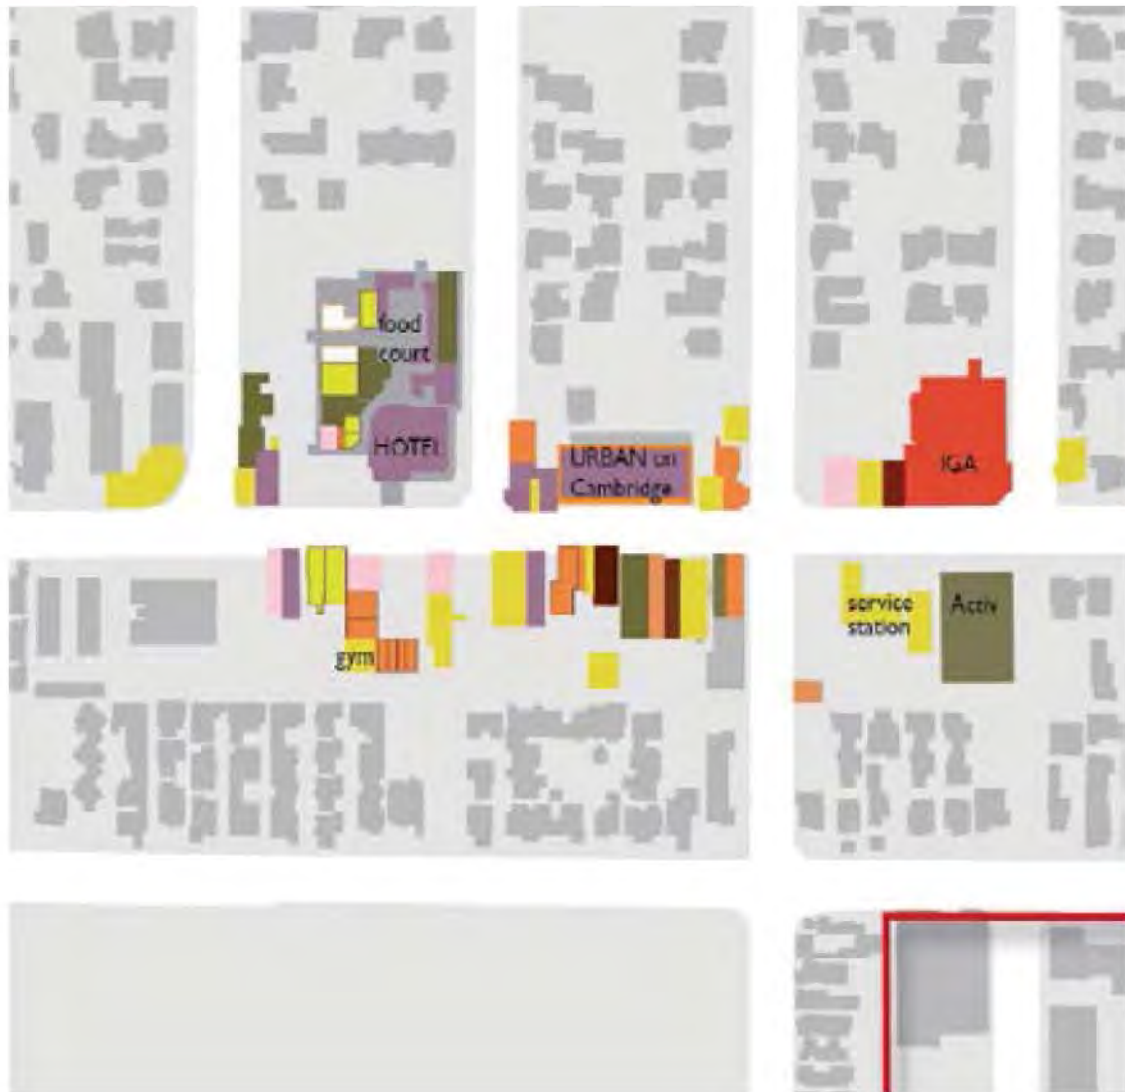 food
court
HOTEL
URBAN on
Cambridge
IGA
service
station
Activ
gym